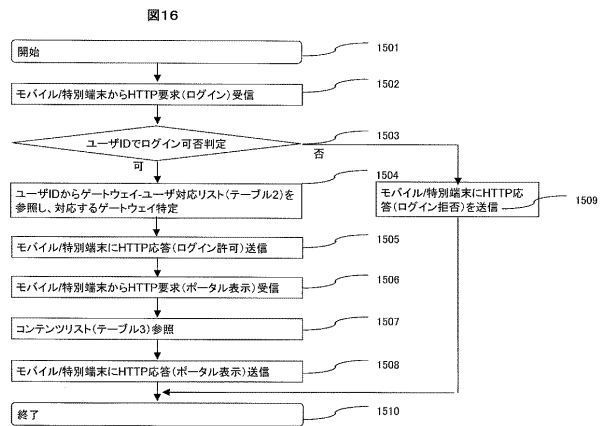 図16
開始
1501
モバイル/特別端末からHTTP要求(ログイン)受信
1502
ユーザIDでログイン可否判定
1503
否
可
ユーザIDからゲートウェイ-ユーザ対応リスト(テーブル2)を
参照し、対応するゲートウェイ特定
1504
モバイル/特別端末にHTTP応
答(ログイン拒否)を送信
1509
モバイル/特別端末にHTTP応答(ログイン許可)送信
1505
モバイル/特別端末からHTTP要求(ポータル表示)受信
1506
コンテンツリスト(テーブル3)参照
1507
モバイル/特別端末にHTTP応答(ポータル表示)送信
1508
終了
1510